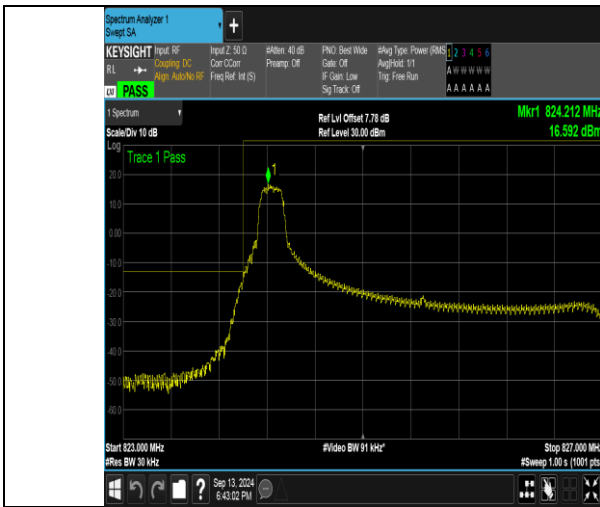 Spectrum Analyzer 1
Swept SA
+
KEYSIGHT Input: RF Input Z: 50 Ω #Atten: 40 dB PNO: Best Wide #Avg Type: Power (RMS 1 2 3 4 5 6
RL Coupling: DC Corr CCorr Preamp: Off Gate: Off Avg|Hold: 1/1 A W W W W W
Align: Auto/No RF Freq Ref: Int (S) IF Gain: Low Trig: Free Run
LXI PASS Sig Track: Off A A A A A A
1 Spectrum Ref Lvl Offset 7.78 dB Mkr1 824.212 MHz
Scale/Div 10 dB Ref Level 30.00 dBm 16.592 dBm
Log
Trace 1 Pass
1
20.0
10.0
0.00
-10.0
-20.0
-30.0
-40.0
-50.0
-60.0
Start 823.000 MHz #Video BW 91 kHz* Stop 827.000 MHz
#Res BW 30 kHz #Sweep 1.00 s (1001 pts
? Sep 13, 2024
6:43:02 PM